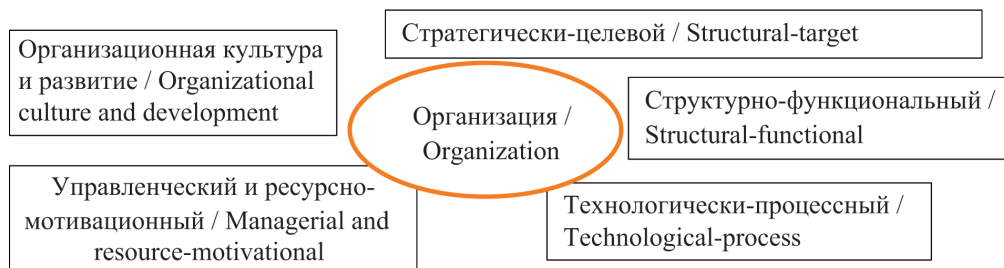 Стратегически-целевой / Structural-target
Организационная культура
и развитие / Organizational
culture and development
Организация /
Organization
Структурно-функциональный /
Structural-functional
Управленческий и ресурсно-
мотивационный / Managerial and
resource-motivational
Технологически-процессный /
Technological-process